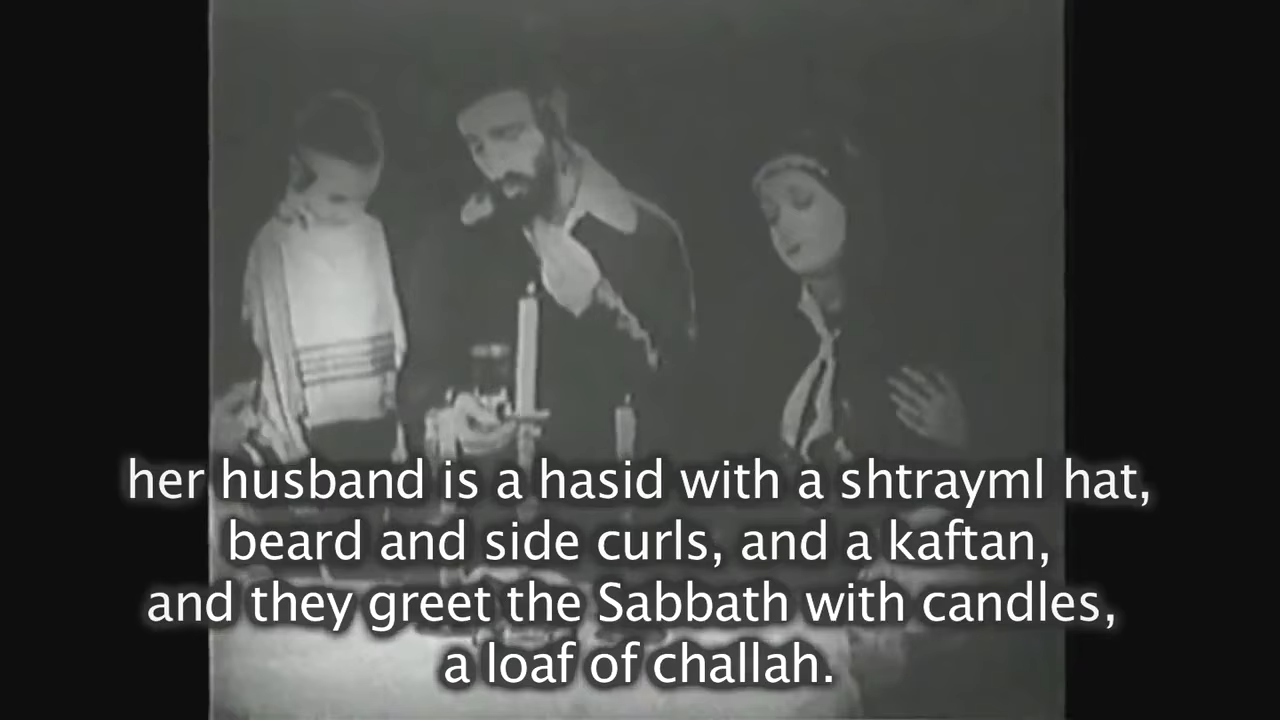 her husband is a hasid with a shtrayml hat,
beard and side curls, and a kaftan,
and they greet the Sabbath with candles,
a loaf of challah.